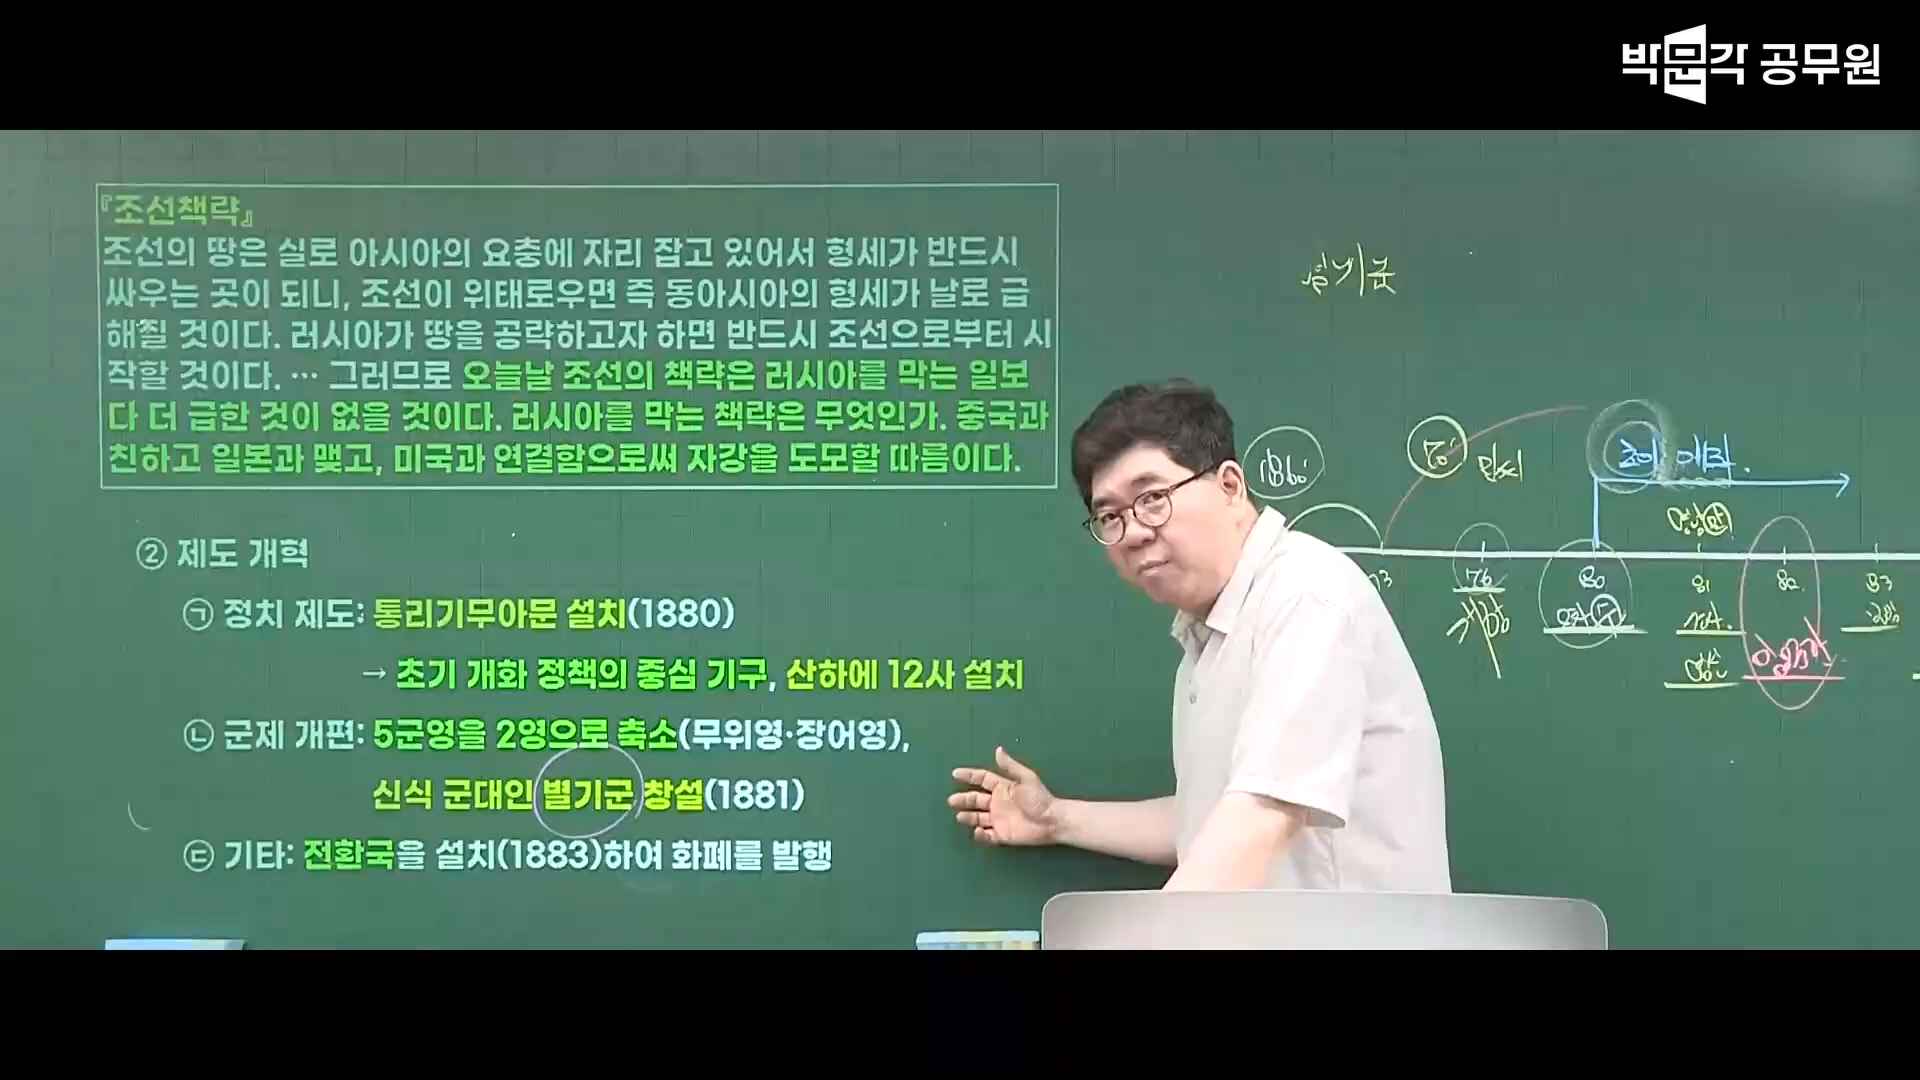 박문각 공무원
『조선책략』
조선의 땅은 실로 아시아의 요충에 자리 잡고 있어서 형세가 반드시
싸우는 곳이 되니, 조선이 위태로우면 즉 동아시아의 형세가 날로 급
해질 것이다. 러시아가 땅을 공략하고자 하면 반드시 조선으로부터 시
작할 것이다. … 그러므로 오늘날 조선의 책략은 러시아를 막는 일보
다 더 급한 것이 없을 것이다. 러시아를 막는 책략은 무엇인가. 중국과
친하고 일본과 맺고, 미국과 연결함으로써 자강을 도모할 따름이다.
② 제도 개혁
㉠ 정치 제도: 통리기무아문 설치(1880)
→ 초기 개화 정책의 중심 기구, 산하에 12사 설치
㉡ 군제 개편: 5군영을 2영으로 축소(무위영·장어영),
신식 군대인 별기군 창설(1881)
㉢ 기타: 전환국을 설치(1883)하여 화폐를 발행
별기군
1860
70
민씨
73
76
80
81
82
83
개항